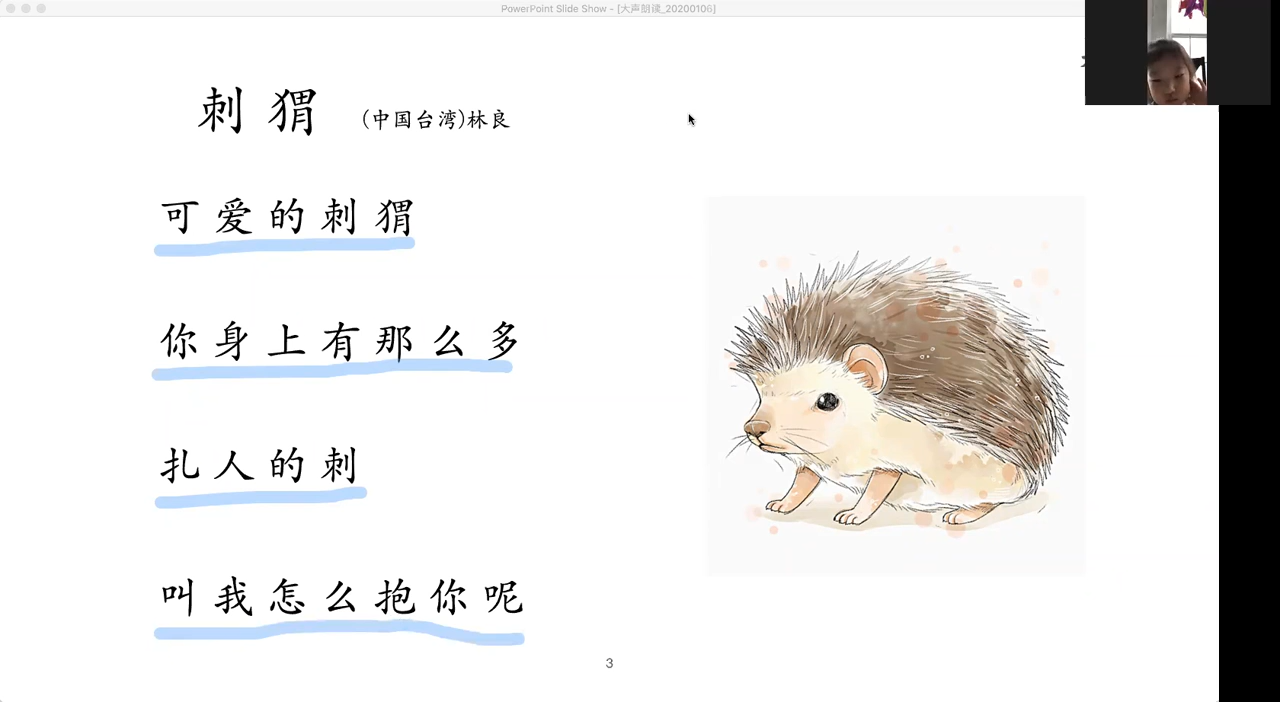 PowerPoint Slide Show - [大声朗读_20200106]
刺猬 (中国台湾)林良
可爱的刺猬
你身上有那么多
扎人的刺
叫我怎么抱你呢
3